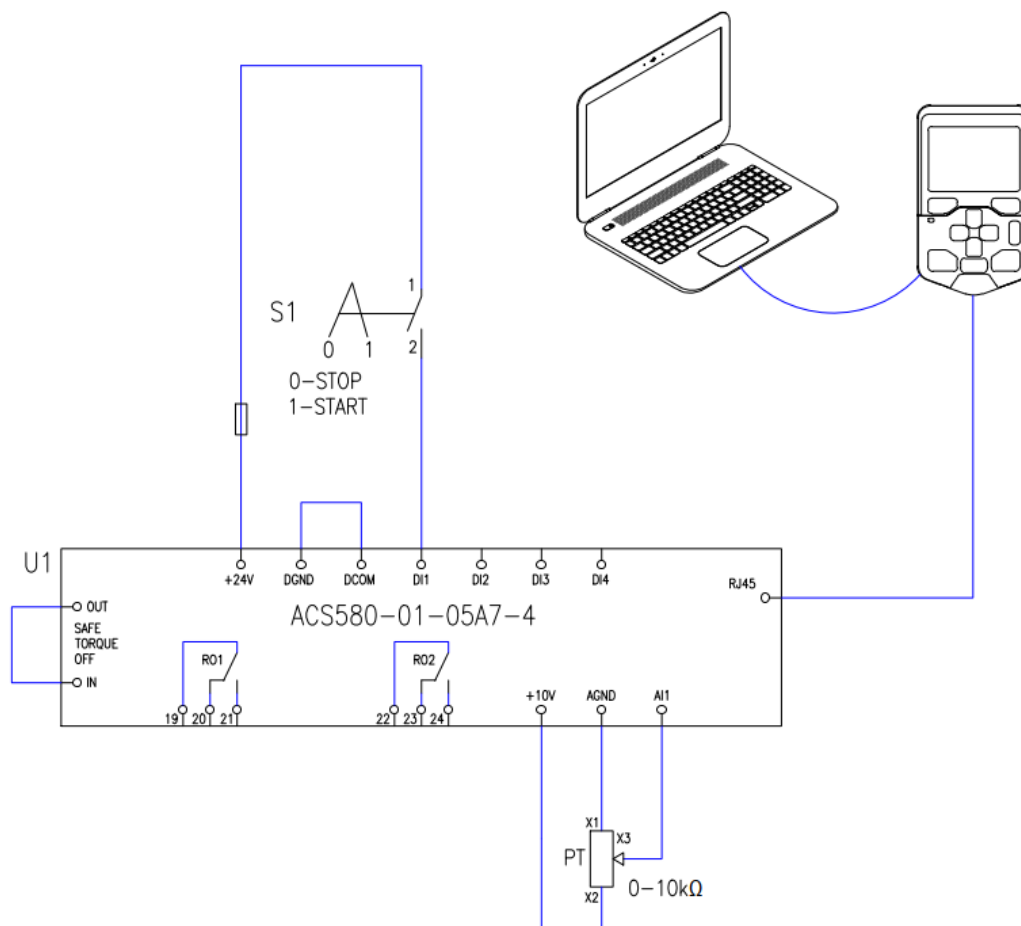 S1
1
0 1
2
0-STOP
1-START
U1
+24V DGND DCOM DI1 DI2 DI3 DI4
RJ45
OUT
SAFE
TORQUE
OFF
IN
ACS580-01-05A7-4
RO1
RO2
19 20 21
22 23 24
+10V AGND AI1
X1
X3
PT
X2
0-10kΩ